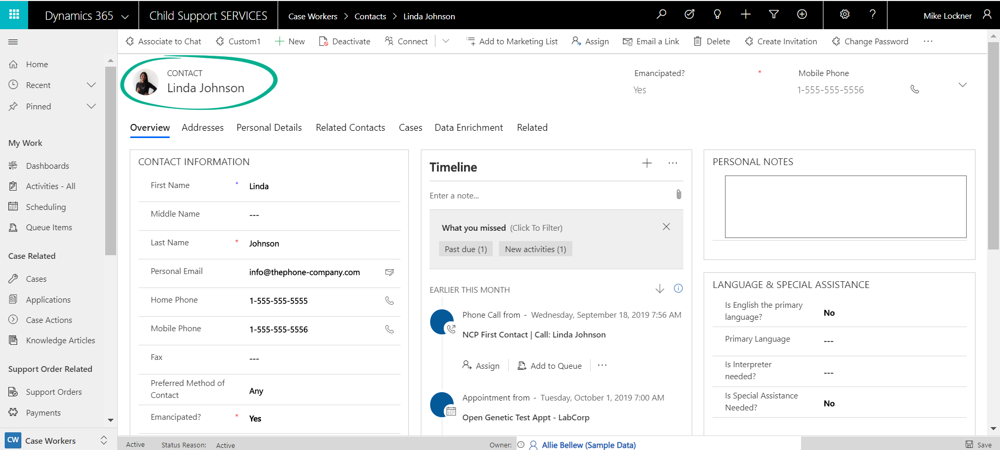 Dynamics 365
Child Support SERVICES
Case Workers > Contacts > Linda Johnson
Mike Lockner
Associate to Chat
Custom1
New
Deactivate
Connect
Add to Marketing List
Assign
Email a Link
Delete
Create Invitation
Change Password
Home
Recent
Pinned
My Work
Dashboards
Activities - All
Scheduling
Queue Items
Case Related
Cases
Applications
Case Actions
Knowledge Articles
Support Order Related
Support Orders
Payments
CW Case Workers
CONTACT
Linda Johnson
Emancipated? *
Yes
Mobile Phone
1-555-555-5556
Overview
Addresses
Personal Details
Related Contacts
Cases
Data Enrichment
Related
CONTACT INFORMATION
First Name + Linda
Middle Name ---
Last Name * Johnson
Personal Email info@thephone-company.com
Home Phone 1-555-555-5555
Mobile Phone 1-555-555-5556
Fax ---
Preferred Method of
Contact
Any
Emancipated? * Yes
Timeline
Enter a note...
What you missed (Click To Filter)
Past due (1)
New activities (1)
EARLIER THIS MONTH
Phone Call from - Wednesday, September 18, 2019 7:56 AM
NCP First Contact | Call: Linda Johnson
Assign
Add to Queue
Appointment from - Tuesday, October 1, 2019 7:00 AM
Open Genetic Test Appt - LabCorp
PERSONAL NOTES
LANGUAGE & SPECIAL ASSISTANCE
Is English the primary
language?
No
Primary Language ---
Is Interpreter
needed?
---
Is Special Assistance
Needed?
No
Active
Status Reason: Active
Owner: Allie Bellew (Sample Data)
Save